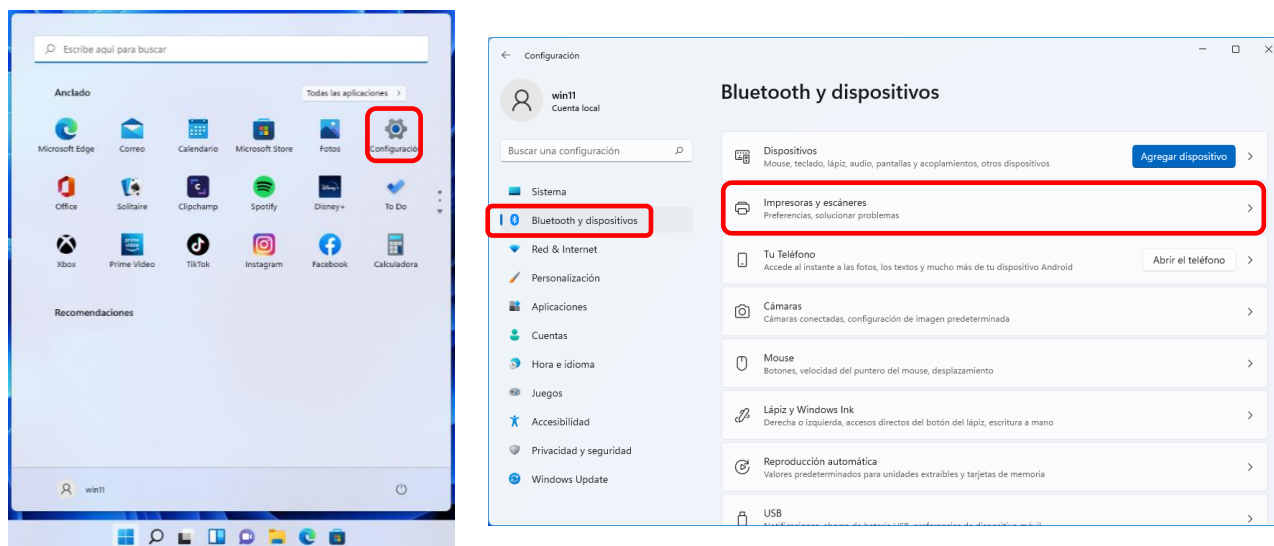 Escribe aquí para buscar
Anclado
Todas las aplicaciones >
Microsoft Edge Correo Calendario Microsoft Store Fotos Configuración
Office Solitaire Clipchamp Spotify Disney+ To Do
Xbox Prime Video TikTok Instagram Facebook Calculadora
Recomendaciones
win11
Configuración
win11
Cuenta local
Buscar una configuración
Sistema
Bluetooth y dispositivos
Red & Internet
Personalización
Aplicaciones
Cuentas
Hora e idioma
Juegos
Accesibilidad
Privacidad y seguridad
Windows Update
Bluetooth y dispositivos
Dispositivos
Mouse, teclado, lápiz, audio, pantallas y acoplamientos, otros dispositivos
Agregar dispositivo
Impresoras y escáneres
Preferencias, solucionar problemas
Tu Teléfono
Accede al instante a las fotos, los textos y mucho más de tu dispositivo Android
Abrir el teléfono
Cámaras
Cámaras conectadas, configuración de imagen predeterminada
Mouse
Botones, velocidad del puntero del mouse, desplazamiento
Lápiz y Windows Ink
Derecha o izquierda, accesos directos del botón del lápiz, escritura a mano
Reproducción automática
Valores predeterminados para unidades extraíbles y tarjetas de memoria
USB